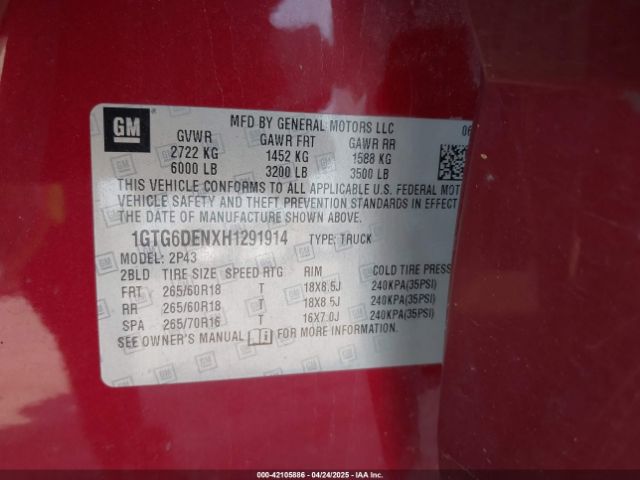 GM
MFD BY GENERAL MOTORS LLC 06
GVWR GAWR FRT GAWR RR
2722 KG 1452 KG 1588 KG
6000 LB 3200 LB 3500 LB
THIS VEHICLE CONFORMS TO ALL APPLICABLE U.S. FEDERAL MOT
VEHICLE SAFETY AND THEFT PREVENTION STANDARDS IN EFFECT
THE DATE OF MANUFACTURE SHOWN ABOVE.
1GTG6DENXH1291914 TYPE: TRUCK
MODEL: 2P43
2BLD TIRE SIZE SPEED RTG RIM COLD TIRE PRESS
FRT 265/60R18 T 18X8.5J 240KPA(35PSI)
RR 265/60R18 T 18X8.5J 240KPA(35PSI)
SPA 265/70R16 T 16X7.0J 240KPA(35PSI)
SEE OWNER'S MANUAL FOR MORE INFORMATION.
000-42105886 - 04/24/2025 - IAAI.COM